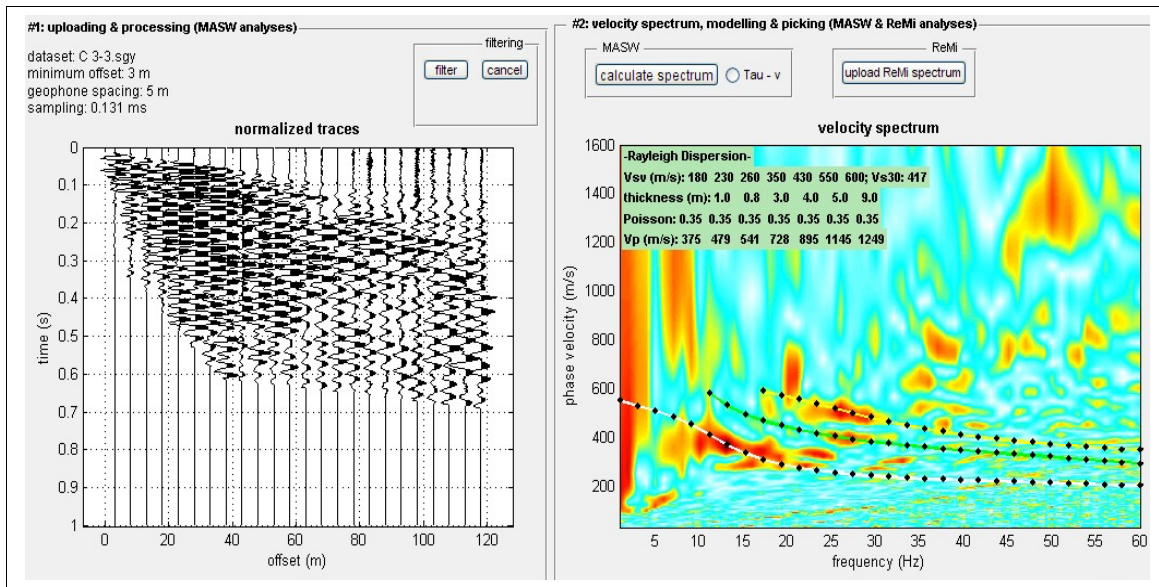 #1: uploading & processing (MASW analyses)
dataset: C 3-3.sgy
minimum offset: 3 m
geophone spacing: 5 m
sampling: 0.131 ms
filtering
filter cancel
normalized traces
0
0.1
0.2
0.3
0.4
0.5
0.6
0.7
0.8
0.9
1
time (s)
0 20 40 60 80 100 120
offset (m)
#2: velocity spectrum, modelling & picking (MASW & ReMi analyses)
MASW
calculate spectrum Tau - v
ReMi
upload ReMi spectrum
velocity spectrum
-Rayleigh Dispersion-
Vsv (m/s): 180 230 260 350 430 550 600; Vs30: 417
thickness (m): 1.0 0.8 3.0 4.0 5.0 9.0
Poisson: 0.35 0.35 0.35 0.35 0.35 0.35 0.35
Vp (m/s): 375 479 541 728 895 1145 1249
1600
1400
1200
1000
800
600
400
200
phase velocity (m/s)
5 10 15 20 25 30 35 40 45 50 55 60
frequency (Hz)